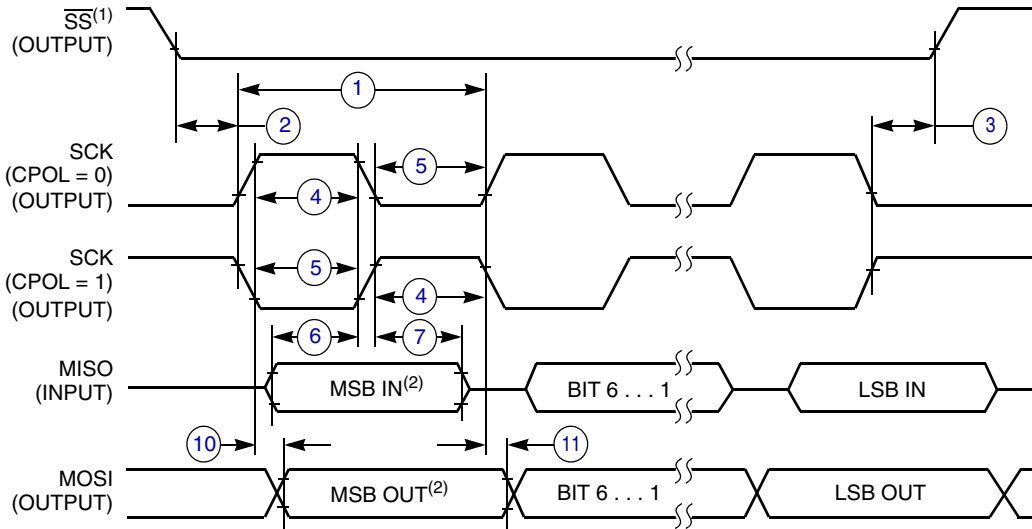 SS(1)
(OUTPUT)
1
2
3
SCK
(CPOL = 0)
(OUTPUT)
5
4
SCK
(CPOL = 1)
(OUTPUT)
5
4
6
7
MISO
(INPUT)
MSB IN(2)
BIT 6 . . . 1
LSB IN
10
11
MOSI
(OUTPUT)
MSB OUT(2)
BIT 6 . . . 1
LSB OUT